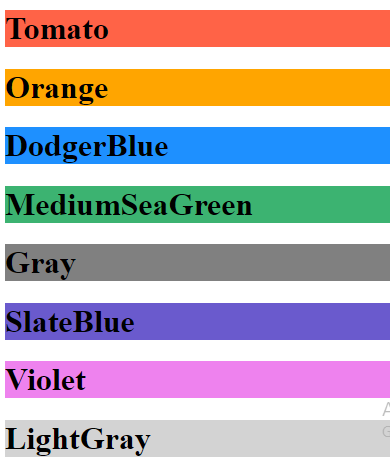 Tomato
Orange
DodgerBlue
MediumSeaGreen
Gray
SlateBlue
Violet
LightGray